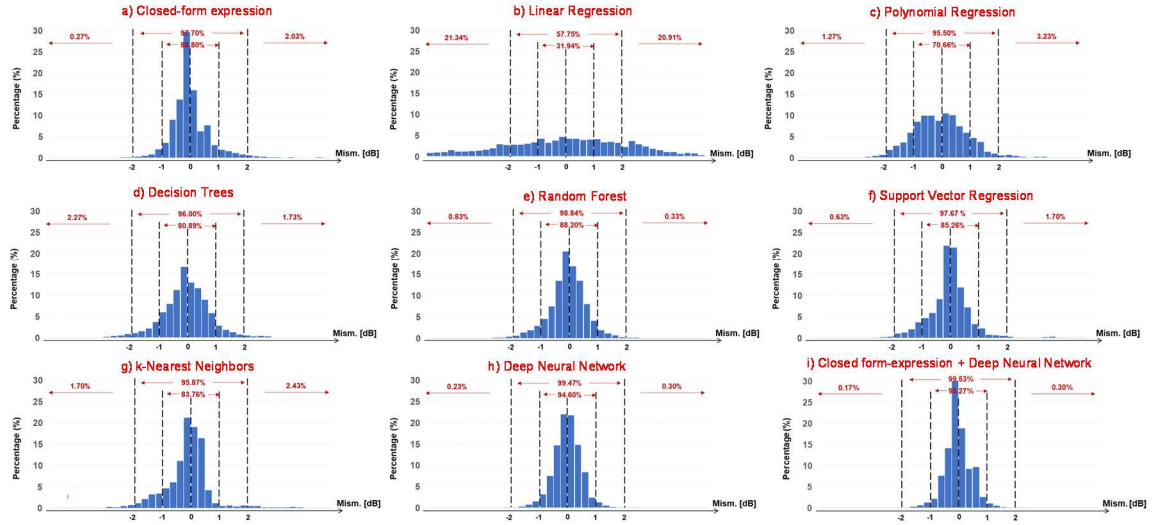 a) Closed-form expression
Percentage (%)
30
25
20
15
10
5
0
0.27%
97.70%
2.03%
-2 -1 0 1 2
Mism. [dB]
b) Linear Regression
Percentage (%)
30
25
20
15
10
5
0
21.34%
57.75%
31.94%
20.91%
-2 -1 0 1 2
Mism. [dB]
c) Polynomial Regression
Percentage (%)
30
25
20
15
10
5
0
1.27%
95.50%
70.66%
3.23%
-2 -1 0 1 2
Mism. [dB]
d) Decision Trees
Percentage (%)
30
25
20
15
10
5
0
2.27%
96.00%
80.89%
1.73%
-2 -1 0 1 2
Mism. [dB]
e) Random Forest
Percentage (%)
30
25
20
15
10
5
0
0.83%
98.84%
88.20%
0.33%
-2 -1 0 1 2
Mism. [dB]
f) Support Vector Regression
Percentage (%)
30
25
20
15
10
5
0
0.63%
97.67 %
85.26%
1.70%
-2 -1 0 1 2
Mism. [dB]
g) k-Nearest Neighbors
Percentage (%)
30
25
20
15
10
5
0
1.70%
95.87%
83.76%
2.43%
-2 -1 0 1 2
Mism. [dB]
h) Deep Neural Network
Percentage (%)
30
25
20
15
10
5
0
0.23%
99.47%
94.60%
0.30%
-2 -1 0 1 2
Mism. [dB]
i) Closed form-expression + Deep Neural Network
Percentage (%)
30
25
20
15
10
5
0
0.17%
99.53%
0.30%
-2 -1 0 1 2
Mism. [dB]